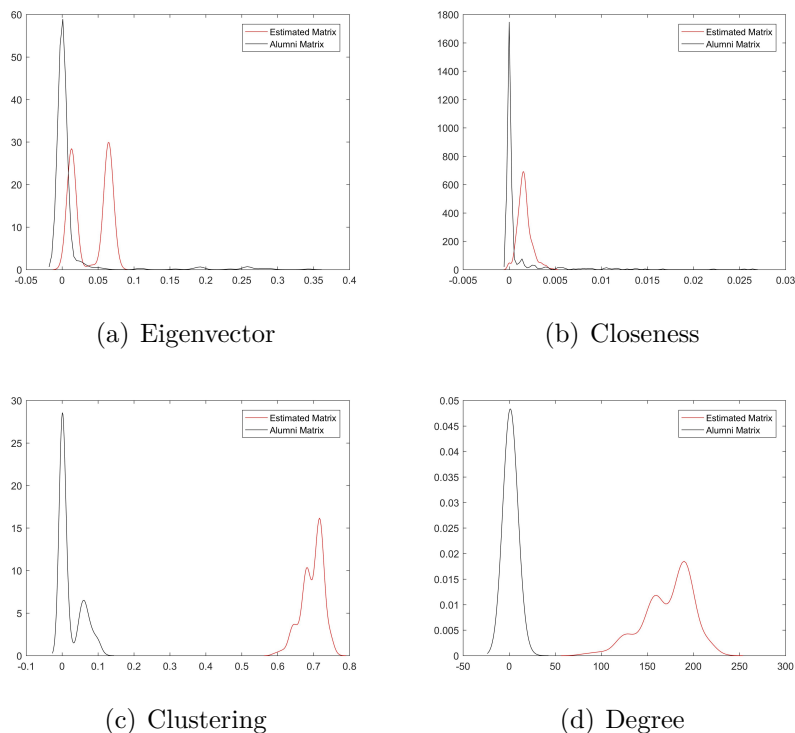 60
50
40
30
20
10
0
-0.05 0 0.05 0.1 0.15 0.2 0.25 0.3 0.35 0.4
Estimated Matrix
Alumni Matrix
(a) Eigenvector
1800
1600
1400
1200
1000
800
600
400
200
0
-0.005 0 0.005 0.01 0.015 0.02 0.025 0.03
Estimated Matrix
Alumni Matrix
(b) Closeness
30
25
20
15
10
5
0
-0.1 0 0.1 0.2 0.3 0.4 0.5 0.6 0.7 0.8
Estimated Matrix
Alumni Matrix
(c) Clustering
0.05
0.045
0.04
0.035
0.03
0.025
0.02
0.015
0.01
0.005
0
-50 0 50 100 150 200 250 300
Estimated Matrix
Alumni Matrix
(d) Degree